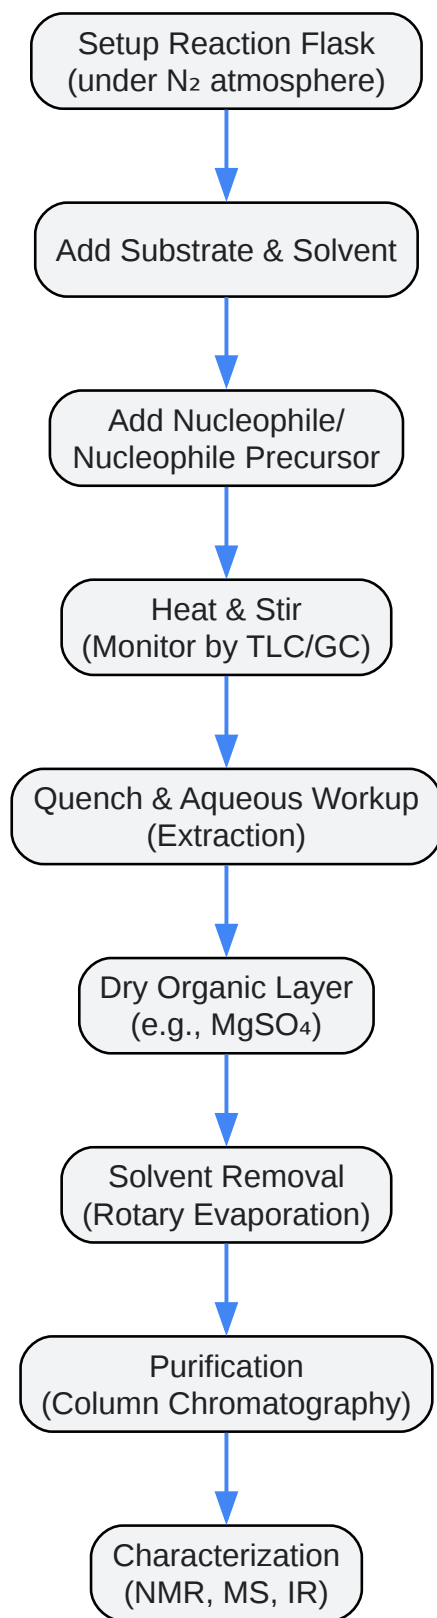 Setup Reaction Flask
(under N₂ atmosphere)
Add Substrate & Solvent
Add Nucleophile/
Nucleophile Precursor
Heat & Stir
(Monitor by TLC/GC)
Quench & Aqueous Workup
(Extraction)
Dry Organic Layer
(e.g., MgSO₄)
Solvent Removal
(Rotary Evaporation)
Purification
(Column Chromatography)
Characterization
(NMR, MS, IR)